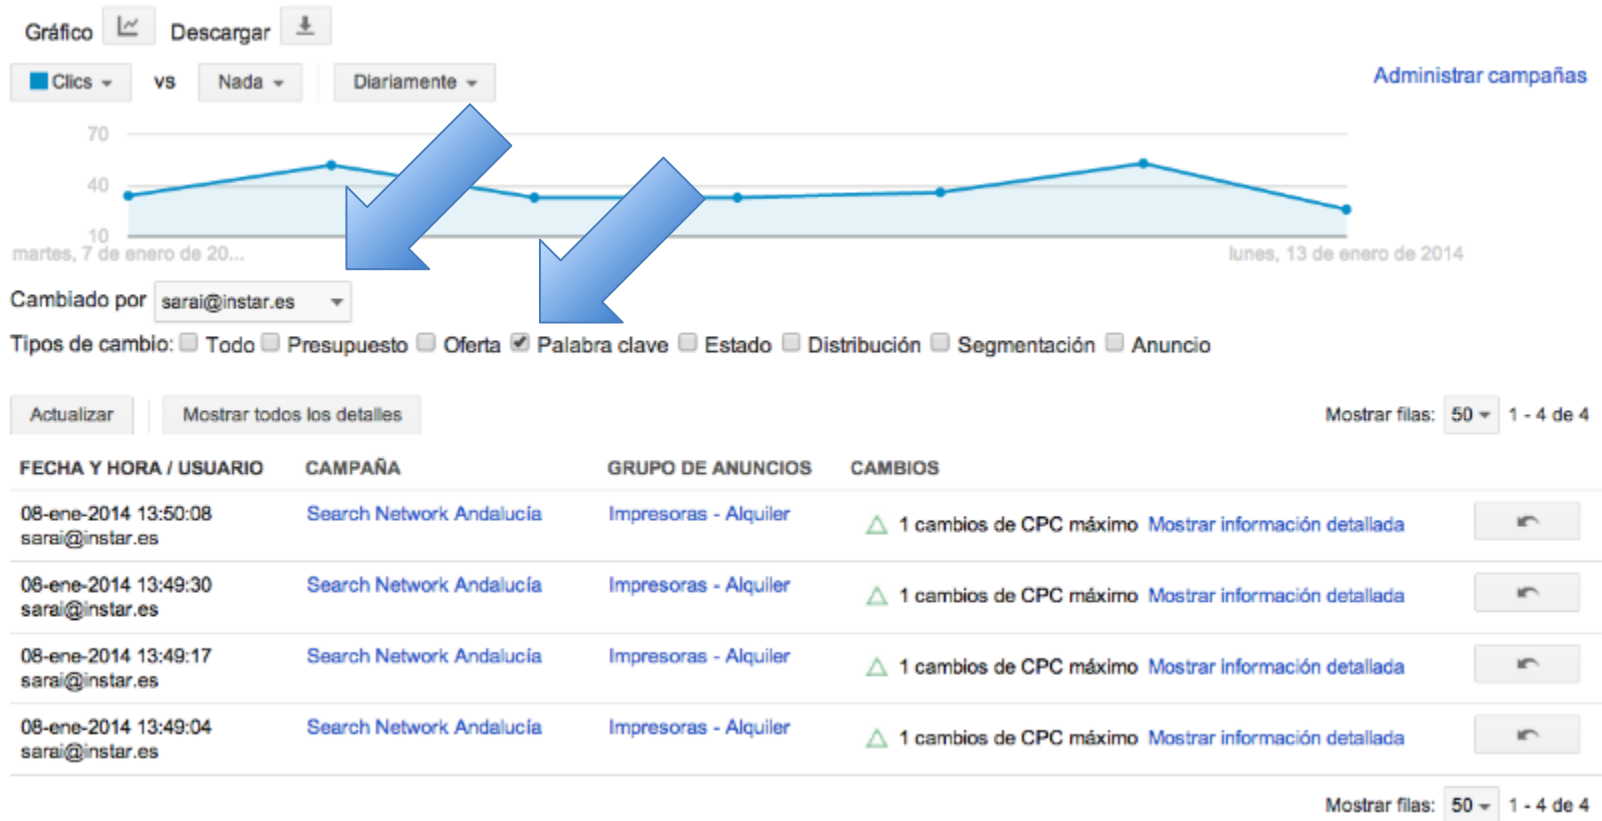 Gráfico Descargar
Clics vs Nada Diariamente Administrar campañas
70
40
10
martes, 7 de enero de 20... lunes, 13 de enero de 2014
Cambiado por sarai@instar.es
Tipos de cambio: Todo Presupuesto Oferta Palabra clave Estado Distribución Segmentación Anuncio
Actualizar Mostrar todos los detalles Mostrar filas: 50 1 - 4 de 4
FECHA Y HORA / USUARIO CAMPAÑA GRUPO DE ANUNCIOS CAMBIOS
08-ene-2014 13:50:08 Search Network Andalucía Impresoras - Alquiler 1 cambios de CPC máximo Mostrar información detallada
sarai@instar.es
08-ene-2014 13:49:30 Search Network Andalucía Impresoras - Alquiler 1 cambios de CPC máximo Mostrar información detallada
sarai@instar.es
08-ene-2014 13:49:17 Search Network Andalucía Impresoras - Alquiler 1 cambios de CPC máximo Mostrar información detallada
sarai@instar.es
08-ene-2014 13:49:04 Search Network Andalucía Impresoras - Alquiler 1 cambios de CPC máximo Mostrar información detallada
sarai@instar.es
Mostrar filas: 50 1 - 4 de 4